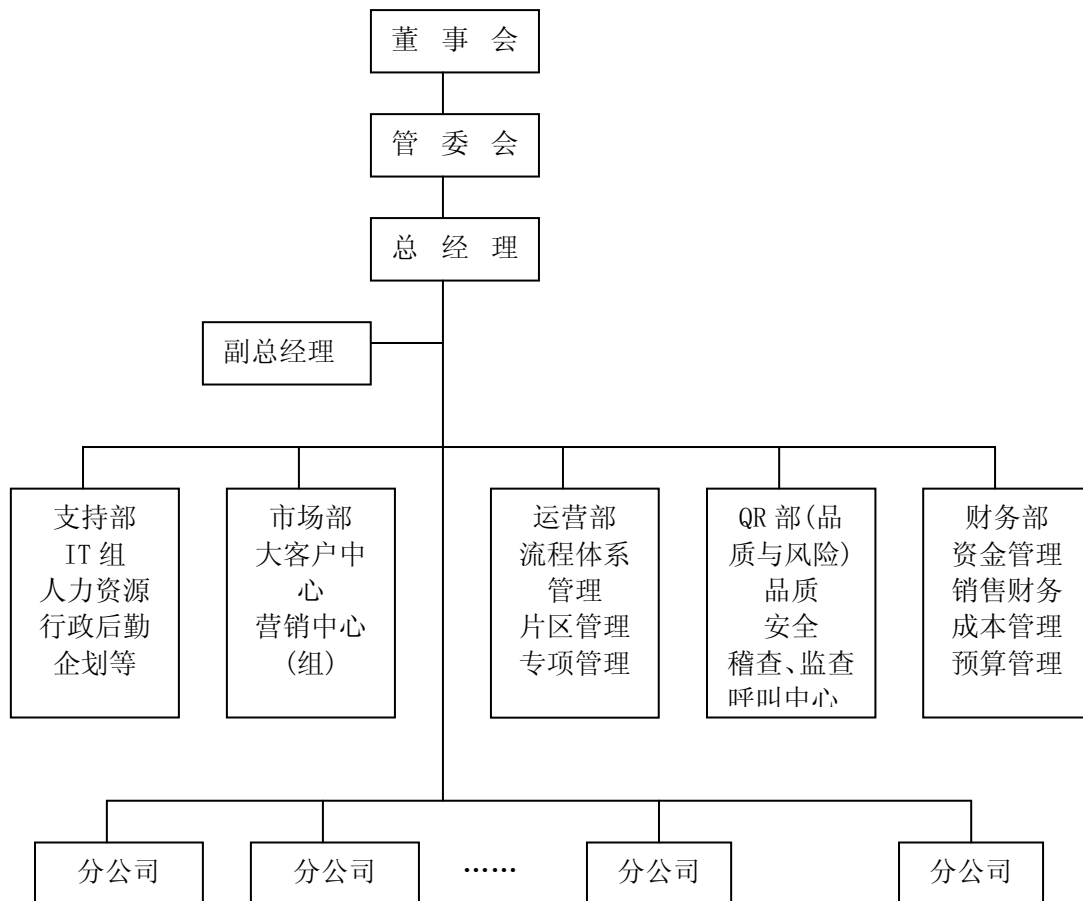 董 事 会
管 委 会
总 经 理
副总经理
支持部
IT 组
人力资源
行政后勤
企划等
市场部
大客户中
心
营销中心
(组)
运营部
流程体系
管理
片区管理
专项管理
QR 部(品
质与风险)
品质
安全
稽查、监查
呼叫中心
财务部
资金管理
销售财务
成本管理
预算管理
分公司
分公司
……
分公司
分公司